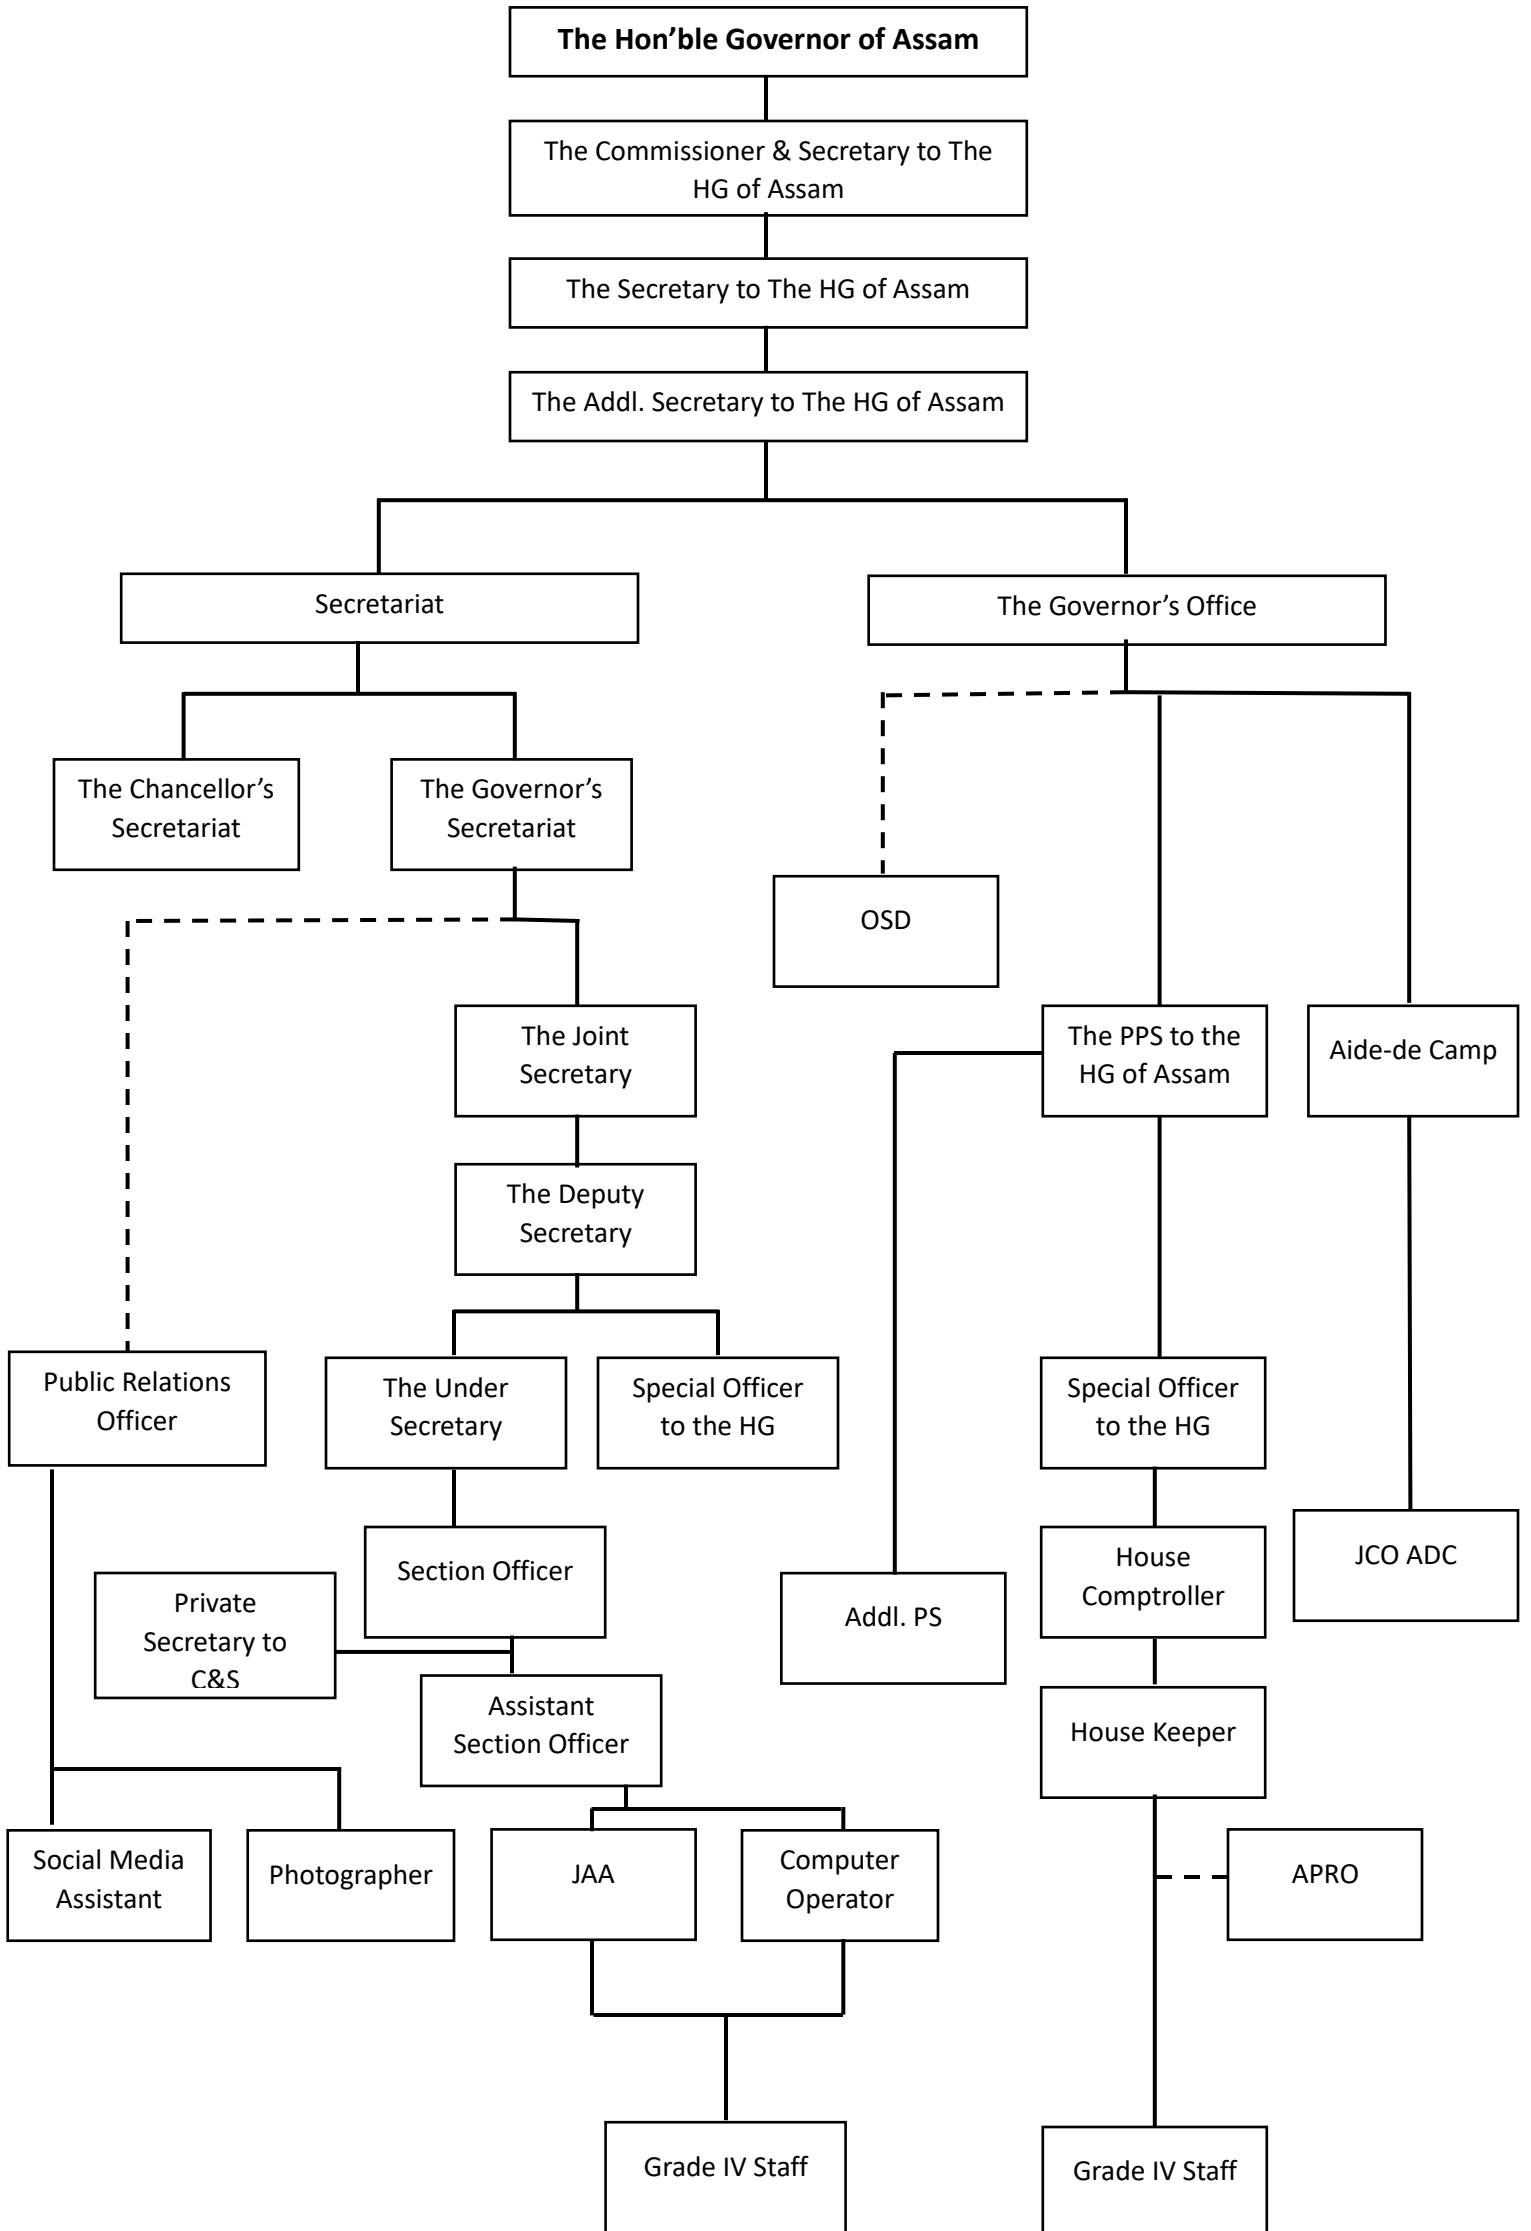 The Hon’ble Governor of Assam
The Commissioner & Secretary to The
HG of Assam
The Secretary to The HG of Assam
The Addl. Secretary to The HG of Assam
Secretariat
The Governor’s Office
The Chancellor’s
Secretariat
The Governor’s
Secretariat
OSD
The Joint
Secretary
The PPS to the
HG of Assam
Aide-de Camp
The Deputy
Secretary
Public Relations
Officer
The Under
Secretary
Special Officer
to the HG
Special Officer
to the HG
Section Officer
House
Comptroller
JCO ADC
Private
Secretary to
C&S
Addl. PS
Assistant
Section Officer
House Keeper
Social Media
Assistant
Photographer
JAA
Computer
Operator
APRO
Grade IV Staff
Grade IV Staff